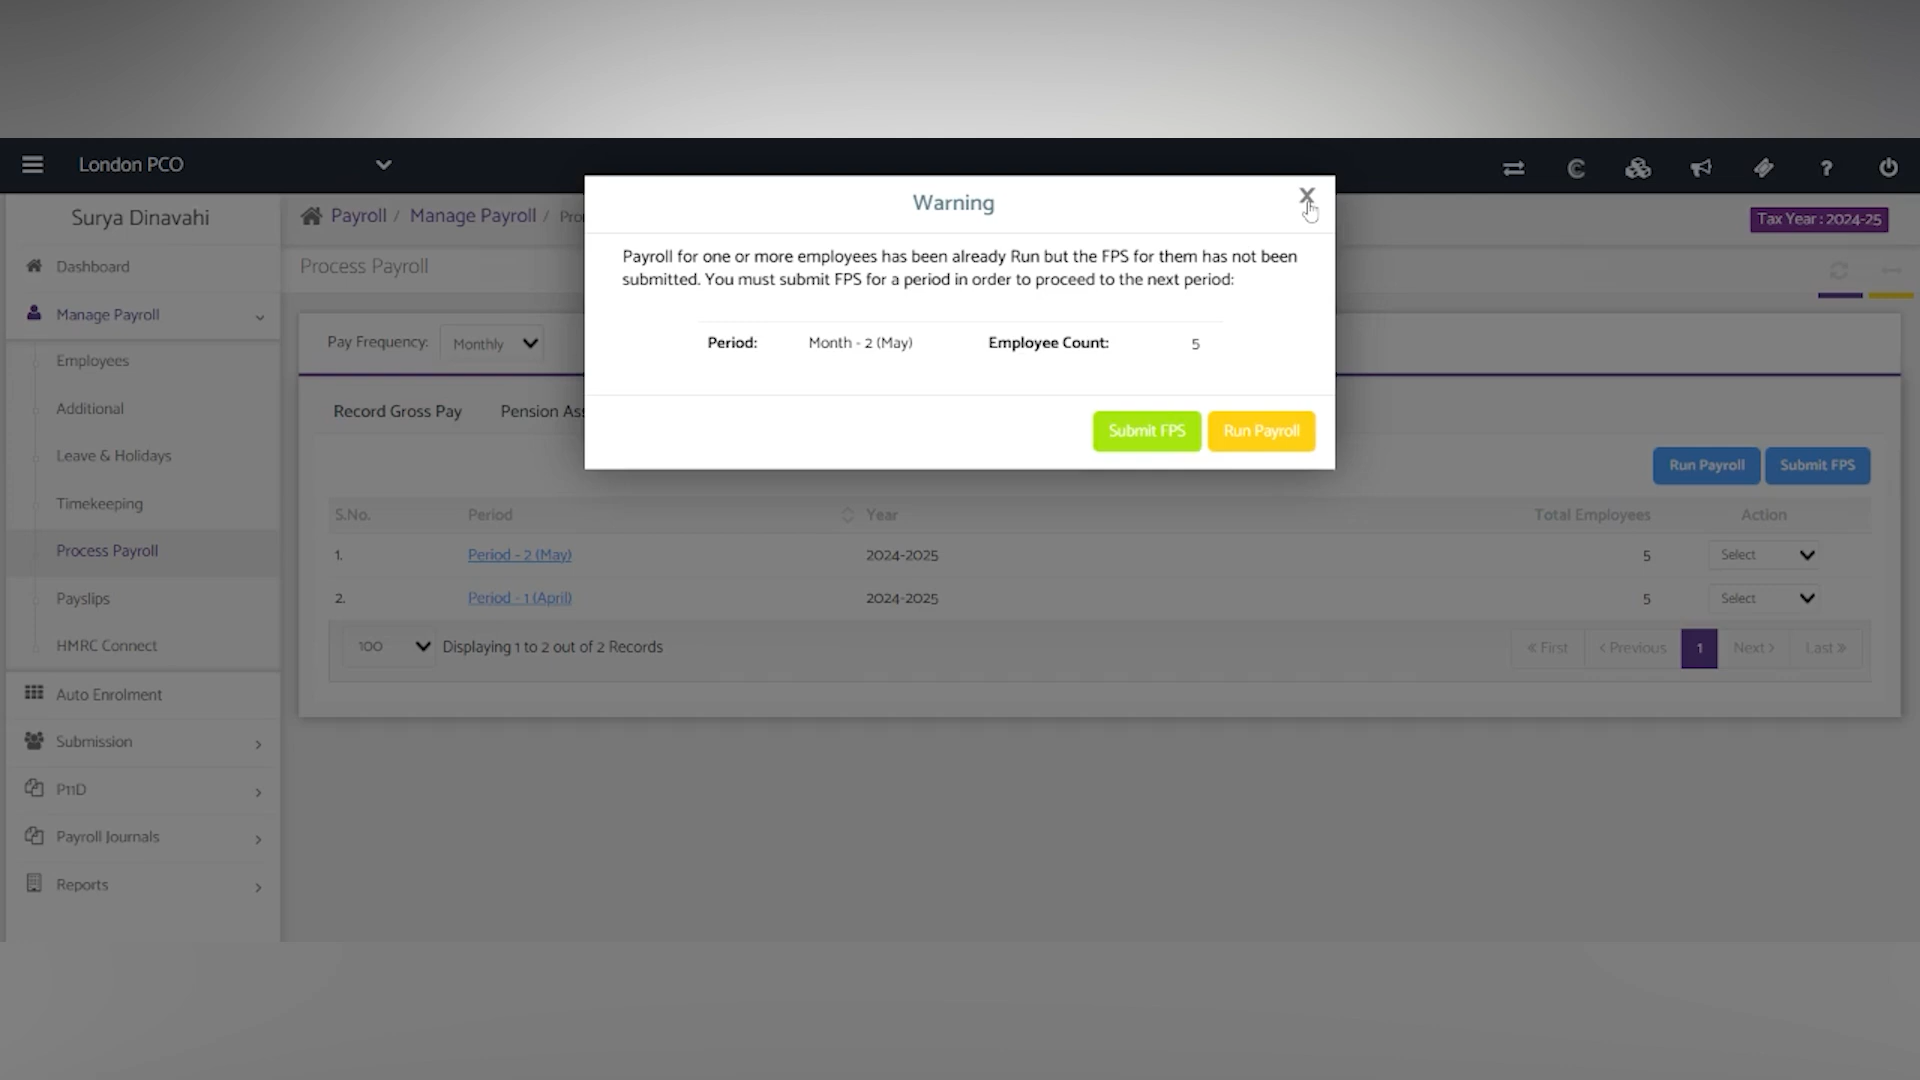 London PCO
Surya Dinavahi
Payroll / Manage Payroll /
Tax Year : 2024-25
Dashboard
Manage Payroll
Employees
Additional
Leave & Holidays
Timekeeping
Process Payroll
Payslips
HMRC Connect
Auto Enrolment
Submission
P11D
Payroll Journals
Reports
Process Payroll
Pay Frequency: Monthly
Record Gross Pay
Pension
Warning
X
Payroll for one or more employees has been already Run but the FPS for them has not been
submitted. You must submit FPS for a period in order to proceed to the next period:
Period: Month - 2 (May) Employee Count: 5
Submit FPS Run Payroll
Run Payroll Submit FPS
S.No. Period Year Total Employees Action
1. Period - 2 (May) 2024-2025 5 Select
2. Period - 1 (April) 2024-2025 5 Select
100 Displaying 1 to 2 out of 2 Records
« First ‹ Previous 1 Next › Last »